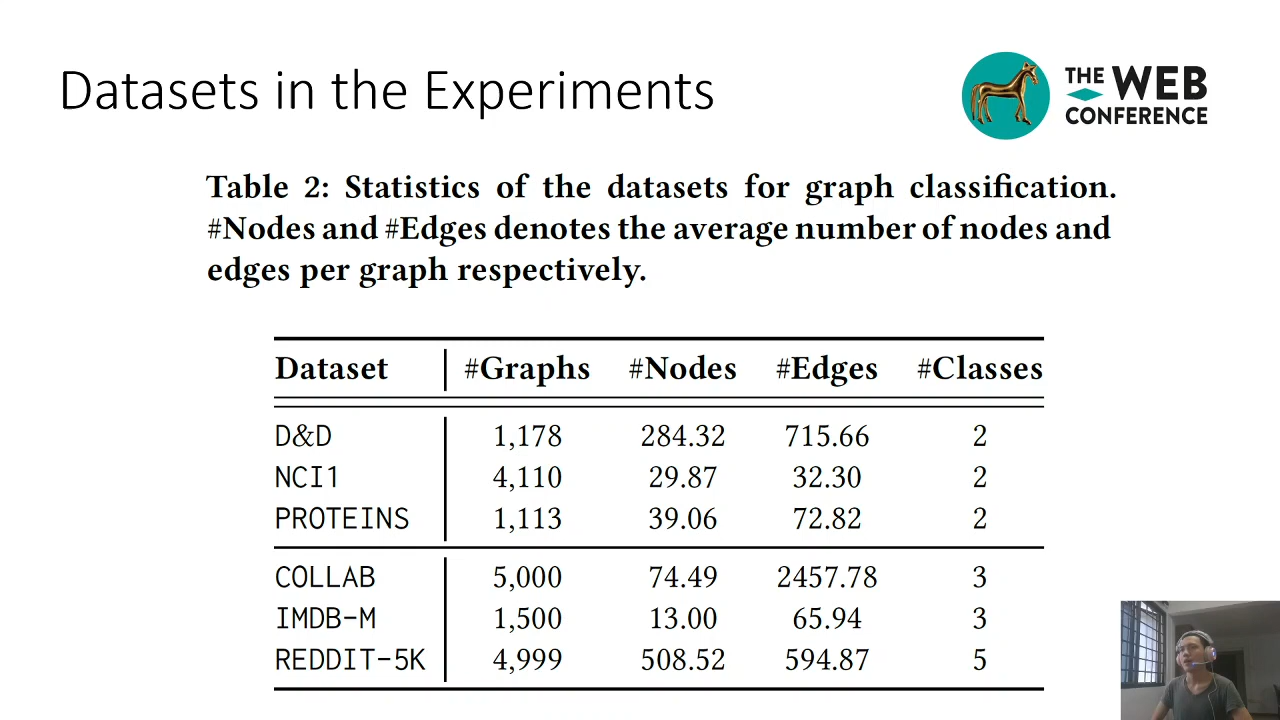 Datasets in the Experiments
THE WEB
CONFERENCE
Table 2: Statistics of the datasets for graph classification.
#Nodes and #Edges denotes the average number of nodes and
edges per graph respectively.
Dataset #Graphs #Nodes #Edges #Classes
D&D 1,178 284.32 715.66 2
NCI1 4,110 29.87 32.30 2
PROTEINS 1,113 39.06 72.82 2
COLLAB 5,000 74.49 2457.78 3
IMDB-M 1,500 13.00 65.94 3
REDDIT-5K 4,999 508.52 594.87 5